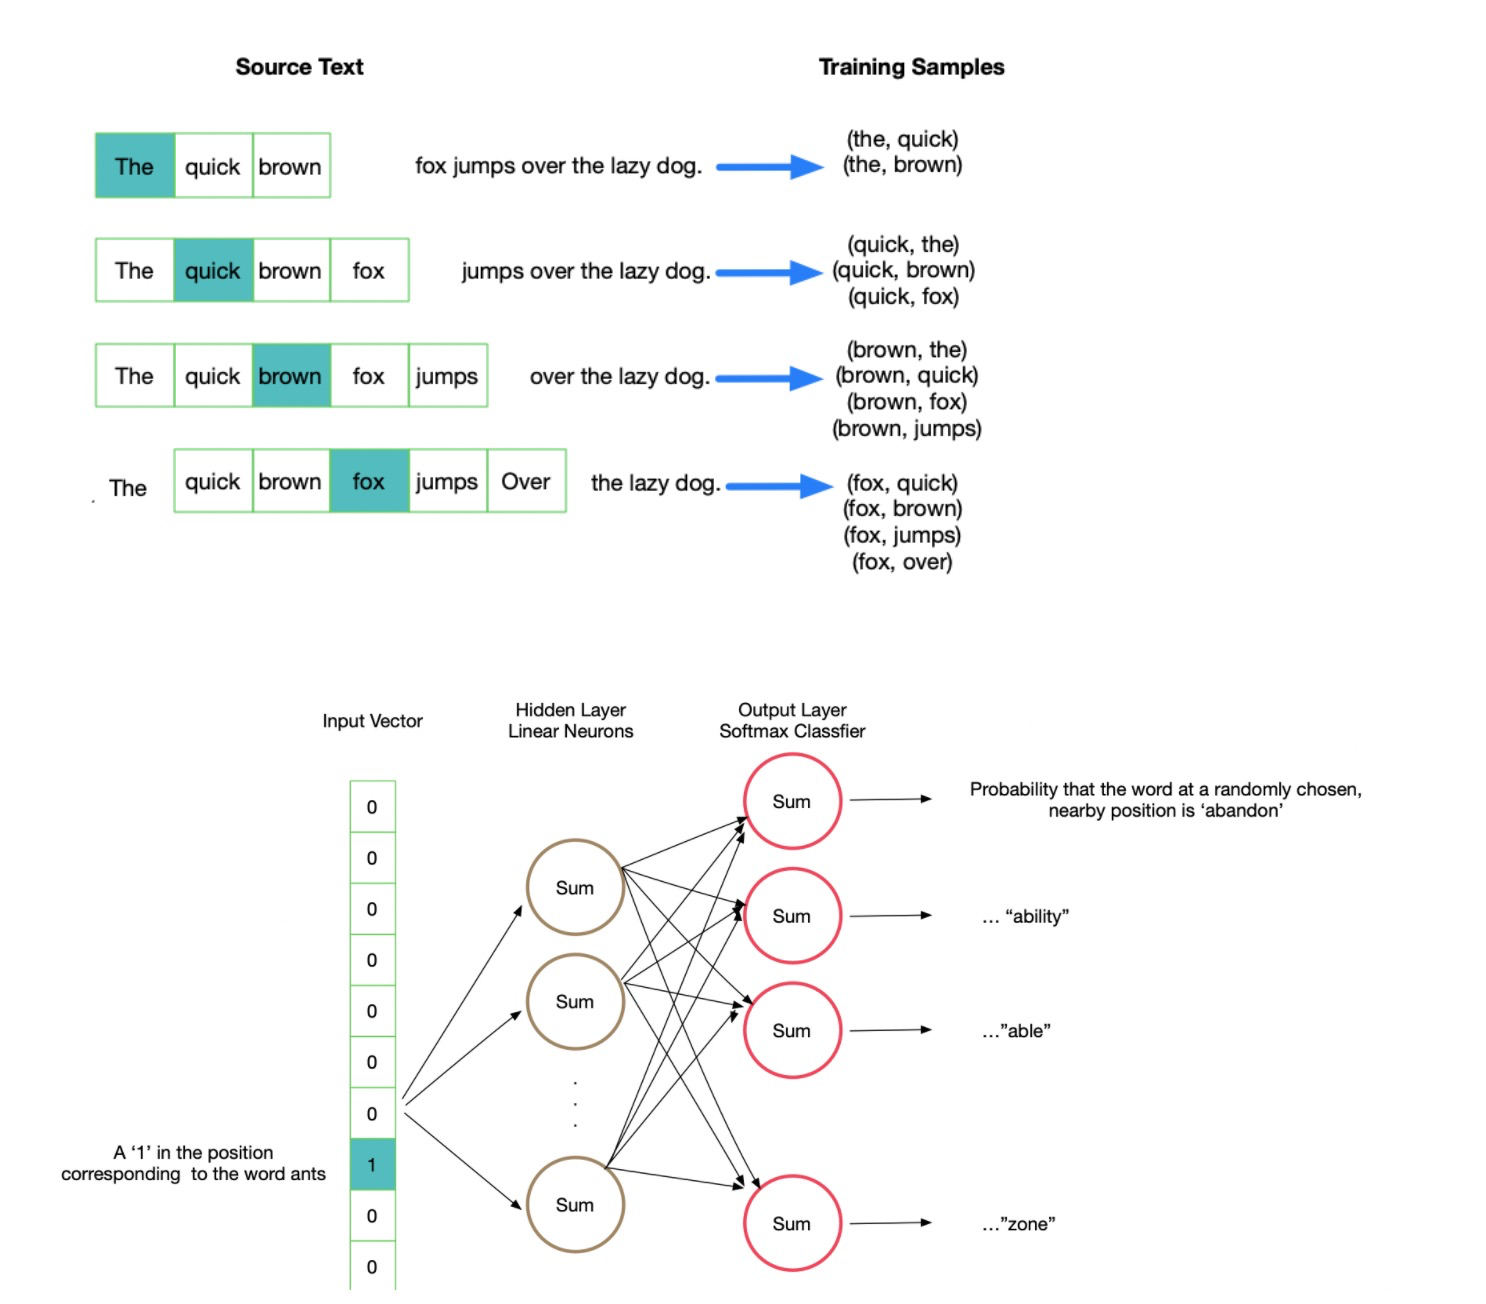 Source Text
Training Samples
The quick brown fox jumps over the lazy dog.
(the, quick)
(the, brown)
The quick brown fox jumps over the lazy dog.
(quick, the)
(quick, brown)
(quick, fox)
The quick brown fox jumps over the lazy dog.
(brown, the)
(brown, quick)
(brown, fox)
(brown, jumps)
The quick brown fox jumps Over the lazy dog.
(fox, quick)
(fox, brown)
(fox, jumps)
(fox, over)
Input Vector
Hidden Layer
Linear Neurons
Output Layer
Softmax Classfier
0
0
0
0
0
0
0
1
0
0
A ‘1’ in the position
corresponding  to the word ants
Sum
Sum
.
.
.
Sum
Sum
Sum
Sum
Sum
Probability that the word at a randomly chosen,
nearby position is ‘abandon’
... “ability”
...”able”
...”zone”